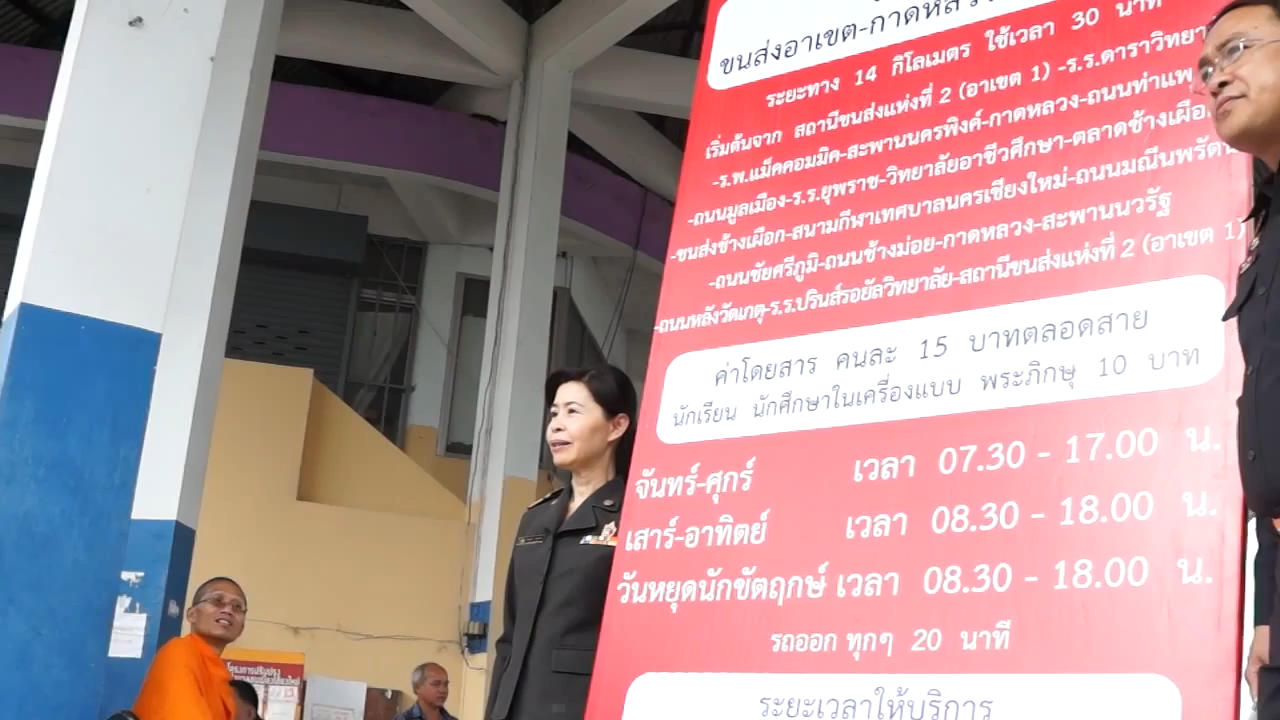 ขนส่งอาเขต-กาดหลวง
ระยะทาง 14 กิโลเมตร ใช้เวลา 30 นาที
เริ่มต้นจาก สถานีขนส่งแห่งที่ 2 (อาเขต 1) -ร.ร.ดาราวิทยา
-ร.พ.แม็คคอมมิค-สะพานนครพิงค์-กาดหลวง-ถนนท่าแพ
-ถนนมูลเมือง-ร.ร.ยุพราช-วิทยาลัยอาชีวศึกษา-ตลาดช้างเผือก
-ขนส่งช้างเผือก-สนามกีฬาเทศบาลนครเชียงใหม่-ถนนมณีนพรัตน์
-ถนนชัยศรีภูมิ-ถนนช้างม่อย-กาดหลวง-สะพานนวรัฐ
-ถนนหลังวัดเกตุ-ร.ร.ปรินส์รอยัลวิทยาลัย-สถานีขนส่งแห่งที่ 2 (อาเขต 1)
ค่าโดยสาร คนละ 15 บาทตลอดสาย
นักเรียน นักศึกษาในเครื่องแบบ พระภิกษุ 10 บาท
จันทร์-ศุกร์ เวลา 07.30 - 17.00 น.
เสาร์-อาทิตย์ เวลา 08.30 - 18.00 น.
วันหยุดนักขัตฤกษ์ เวลา 08.30 - 18.00 น.
รถออก ทุกๆ 20 นาที
ระยะเวลาให้บริการ
โครงการปรับปรุง